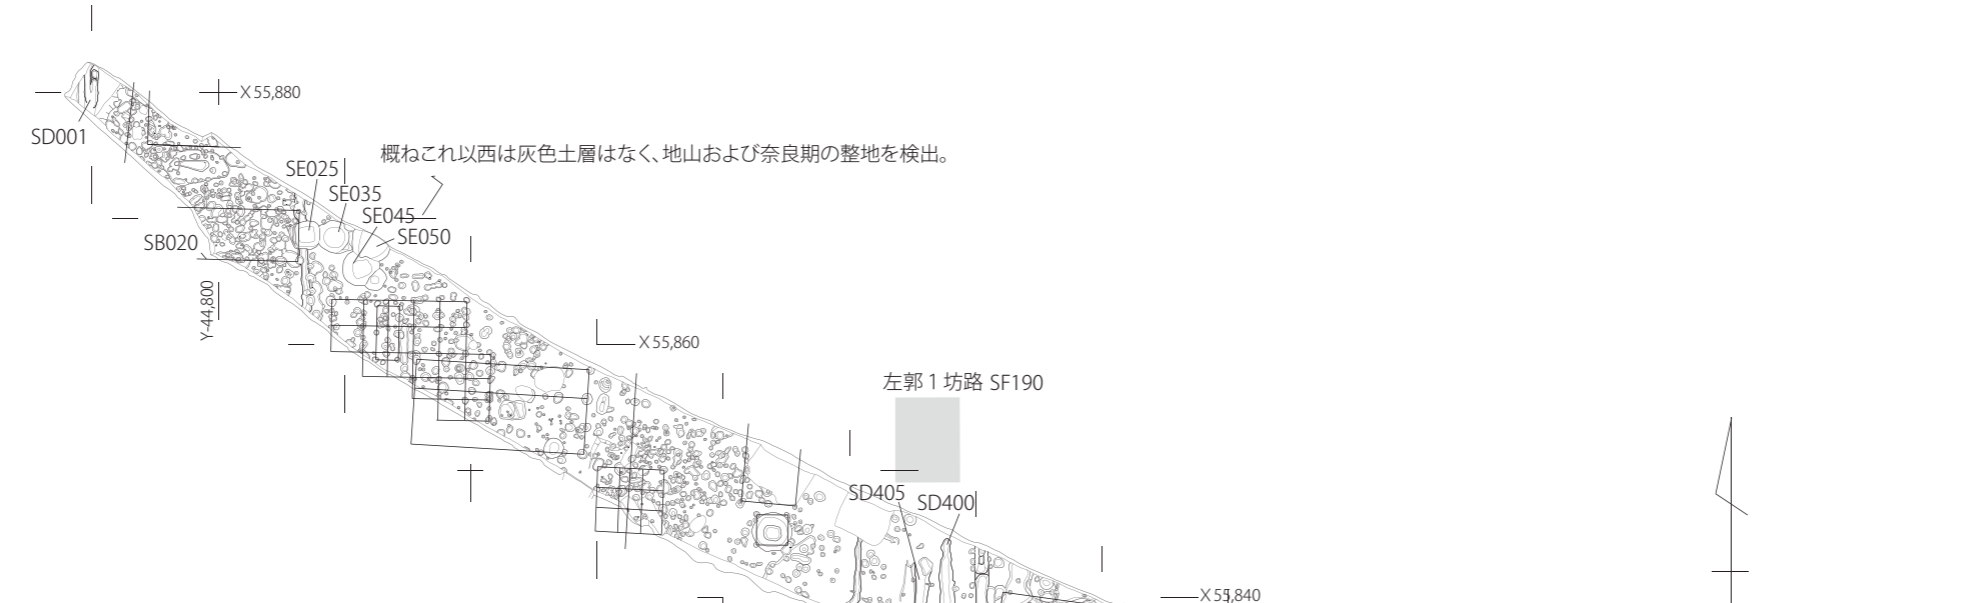 X 55,880
SD001
概ねこれ以西は灰色土層はなく、地山および奈良期の整地を検出。
SE025
SE035
SE045
SE050
SB020
Y-44,800
X 55,860
左郭 1 坊路 SF190
SD405
SD400
X 55,840